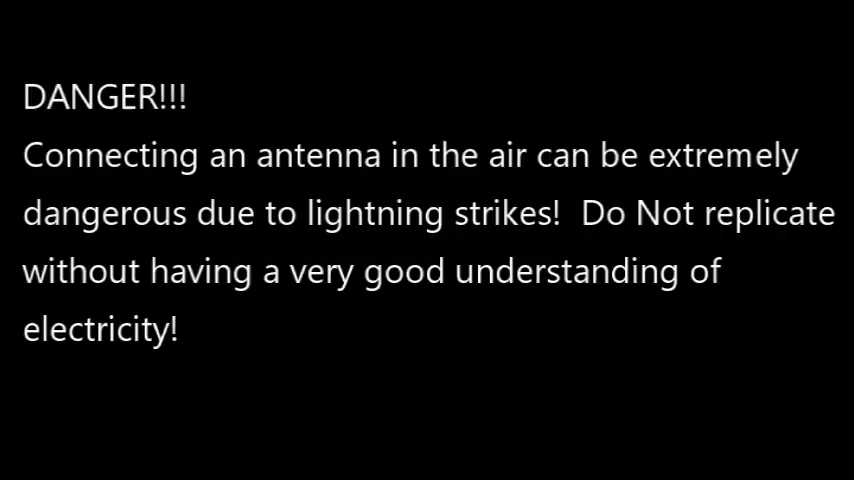 DANGER!!!
Connecting an antenna in the air can be extremely
dangerous due to lightning strikes!  Do Not replicate
without having a very good understanding of
electricity!